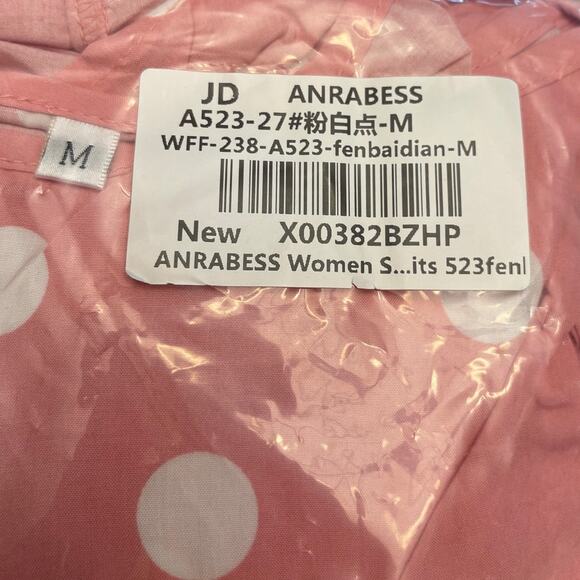 JD ANRABESS
A523-27#粉白点-M
WFF-238-A523-fenbaidian-M
New X00382BZHP
ANRABESS Women S...its 523fenl
M